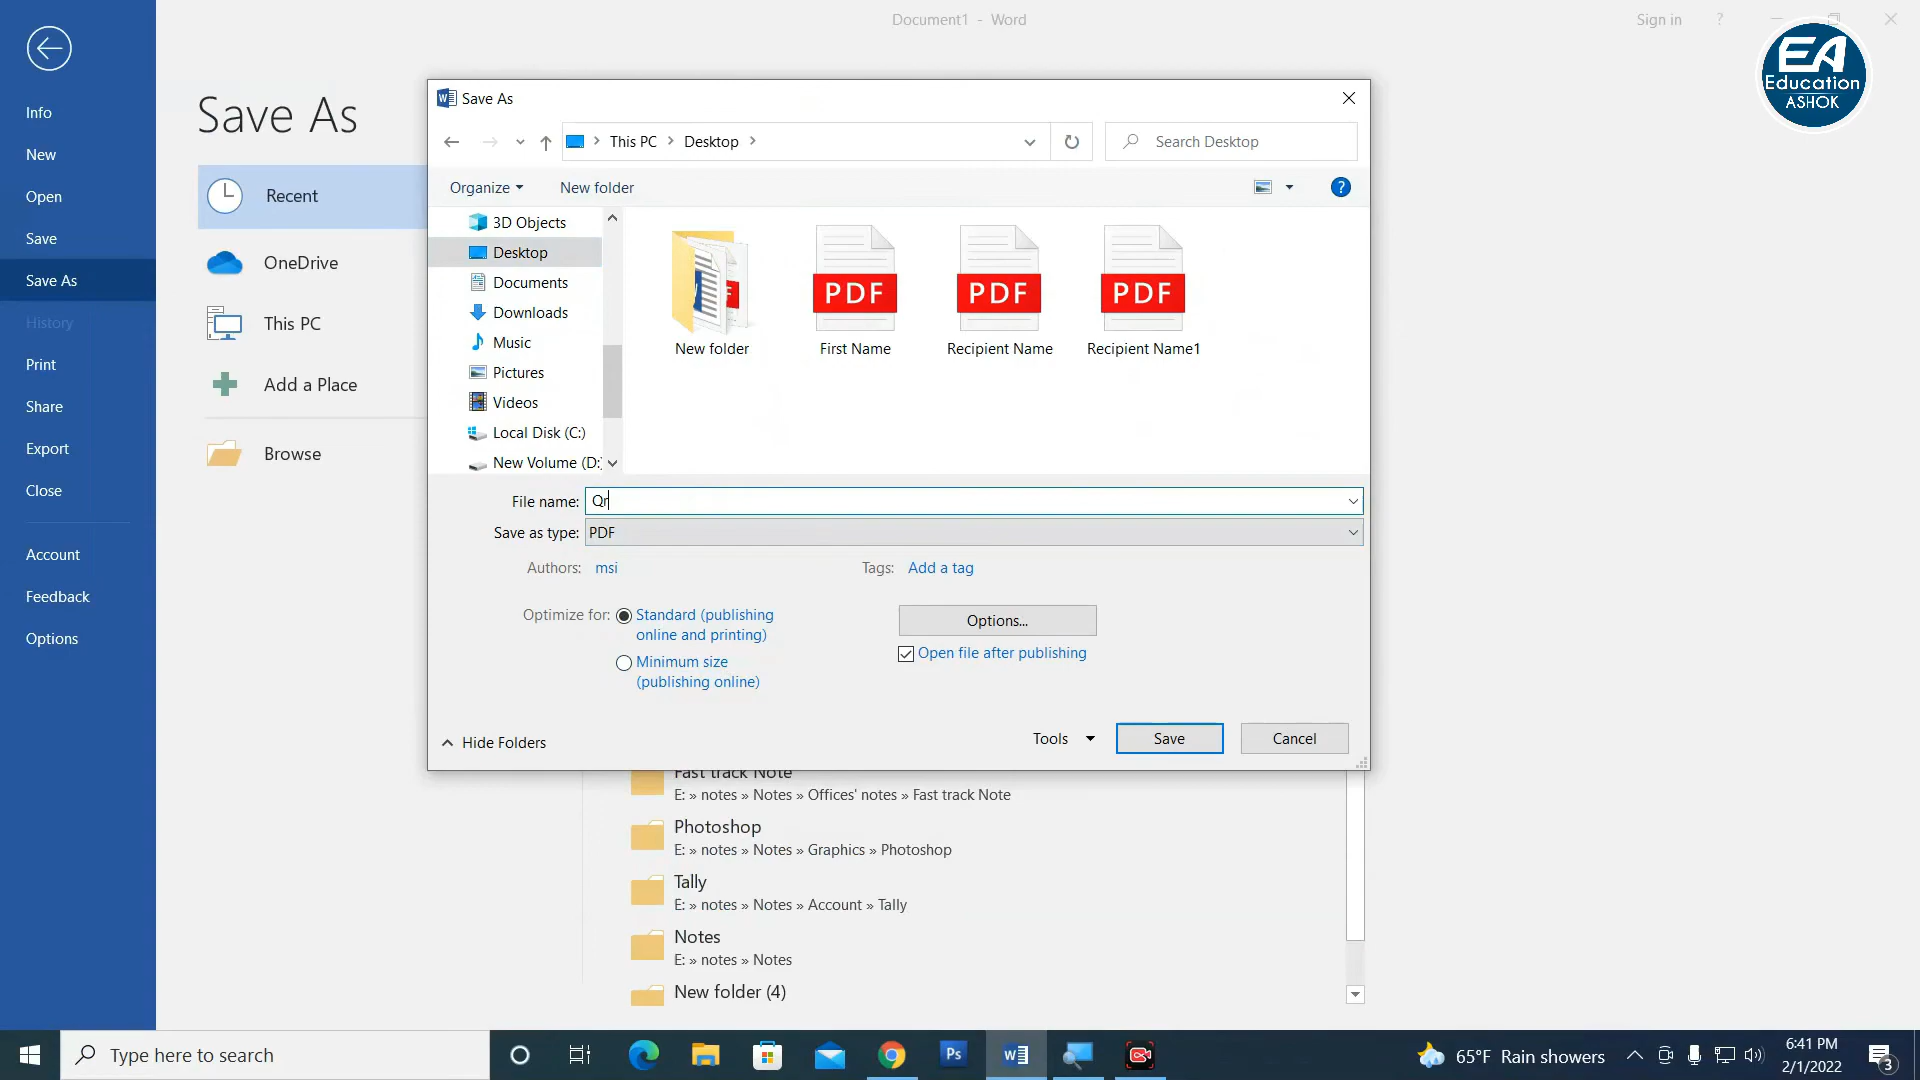 Document1 - Word
Sign in
?
EA
Education
ASHOK
Info
New
Open
Save
Save As
History
Print
Share
Export
Close
Account
Feedback
Options
Save As
Recent
OneDrive
This PC
Add a Place
Browse
Save As
This PC
Desktop
Search Desktop
Organize
New folder
?
3D Objects
Desktop
Documents
Downloads
Music
Pictures
Videos
Local Disk (C:)
New Volume (D:)
New folder
PDF
First Name
PDF
Recipient Name
PDF
Recipient Name1
File name: Qr
Save as type: PDF
Authors: msi
Tags: Add a tag
Optimize for: Standard (publishing
online and printing)
Minimum size
(publishing online)
Options...
Open file after publishing
Hide Folders
Tools
Save
Cancel
Fast track Note
E: » notes » Notes » Offices' notes » Fast track Note
Photoshop
E: » notes » Notes » Graphics » Photoshop
Tally
E: » notes » Notes » Account » Tally
Notes
E: » notes » Notes
New folder (4)
Type here to search
Ps
65°F Rain showers
6:41 PM
2/1/2022
3